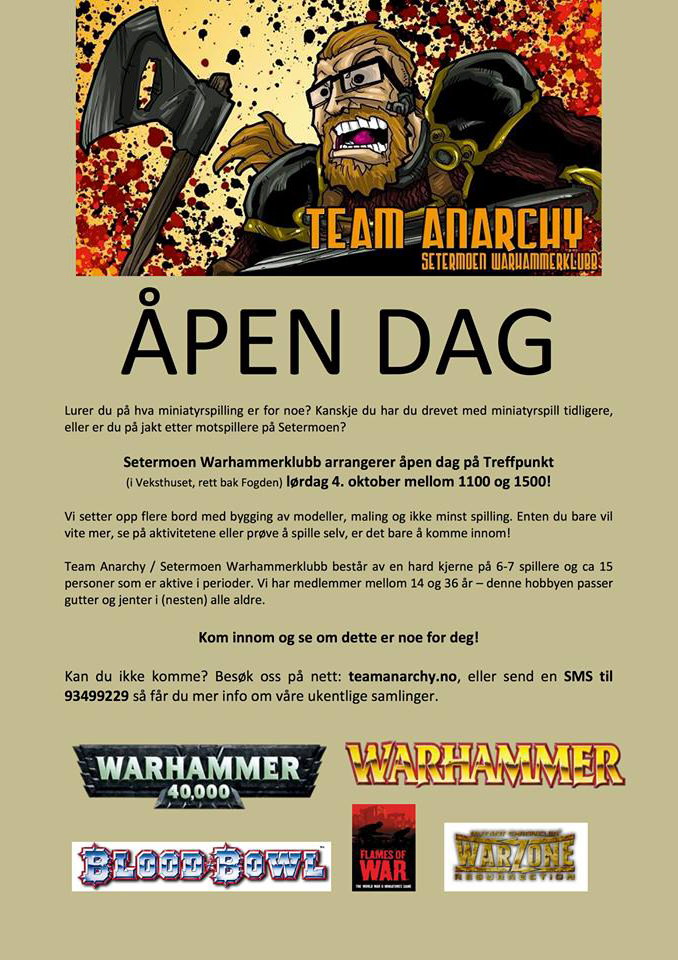 TEAM ANARCHY
SETERMOEN WARHAMMERKLUBB
ÅPEN DAG
Lurer du på hva miniatyrspilling er for noe? Kanskje du har du drevet med miniatyrspill tidligere,
eller er du på jakt etter motspillere på Setermoen?
Setermoen Warhammerklubb arrangerer åpen dag på Treffpunkt
(i Veksthuset, rett bak Fogden) lørdag 4. oktober mellom 1100 og 1500!
Vi setter opp flere bord med bygging av modeller, maling og ikke minst spilling. Enten du bare vil
vite mer, se på aktivitetene eller prøve å spille selv, er det bare å komme innom!
Team Anarchy / Setermoen Warhammerklubb består av en hard kjerne på 6-7 spillere og ca 15
personer som er aktive i perioder. Vi har medlemmer mellom 14 og 36 år – denne hobbyen passer
gutter og jenter i (nesten) alle aldre.
Kom innom og se om dette er noe for deg!
Kan du ikke komme? Besøk oss på nett: teamanarchy.no, eller send en SMS til
93499229 så får du mer info om våre ukentlige samlinger.
WARHAMMER
40,000
WARHAMMER
BLOOD BOWL
FLAMES OF
WAR
THE WORLD WAR II MINIATURES GAME
MUTANT CHRONICLES
WARZONE
RESURRECTION